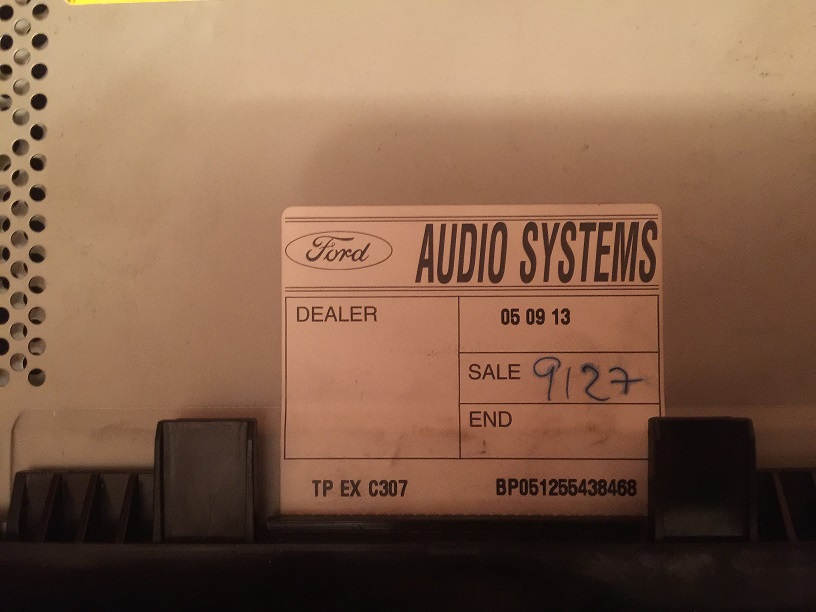 Ford AUDIO SYSTEMS
DEALER
05 09 13
SALE 9127
END
TP EX C307 BP051255438468